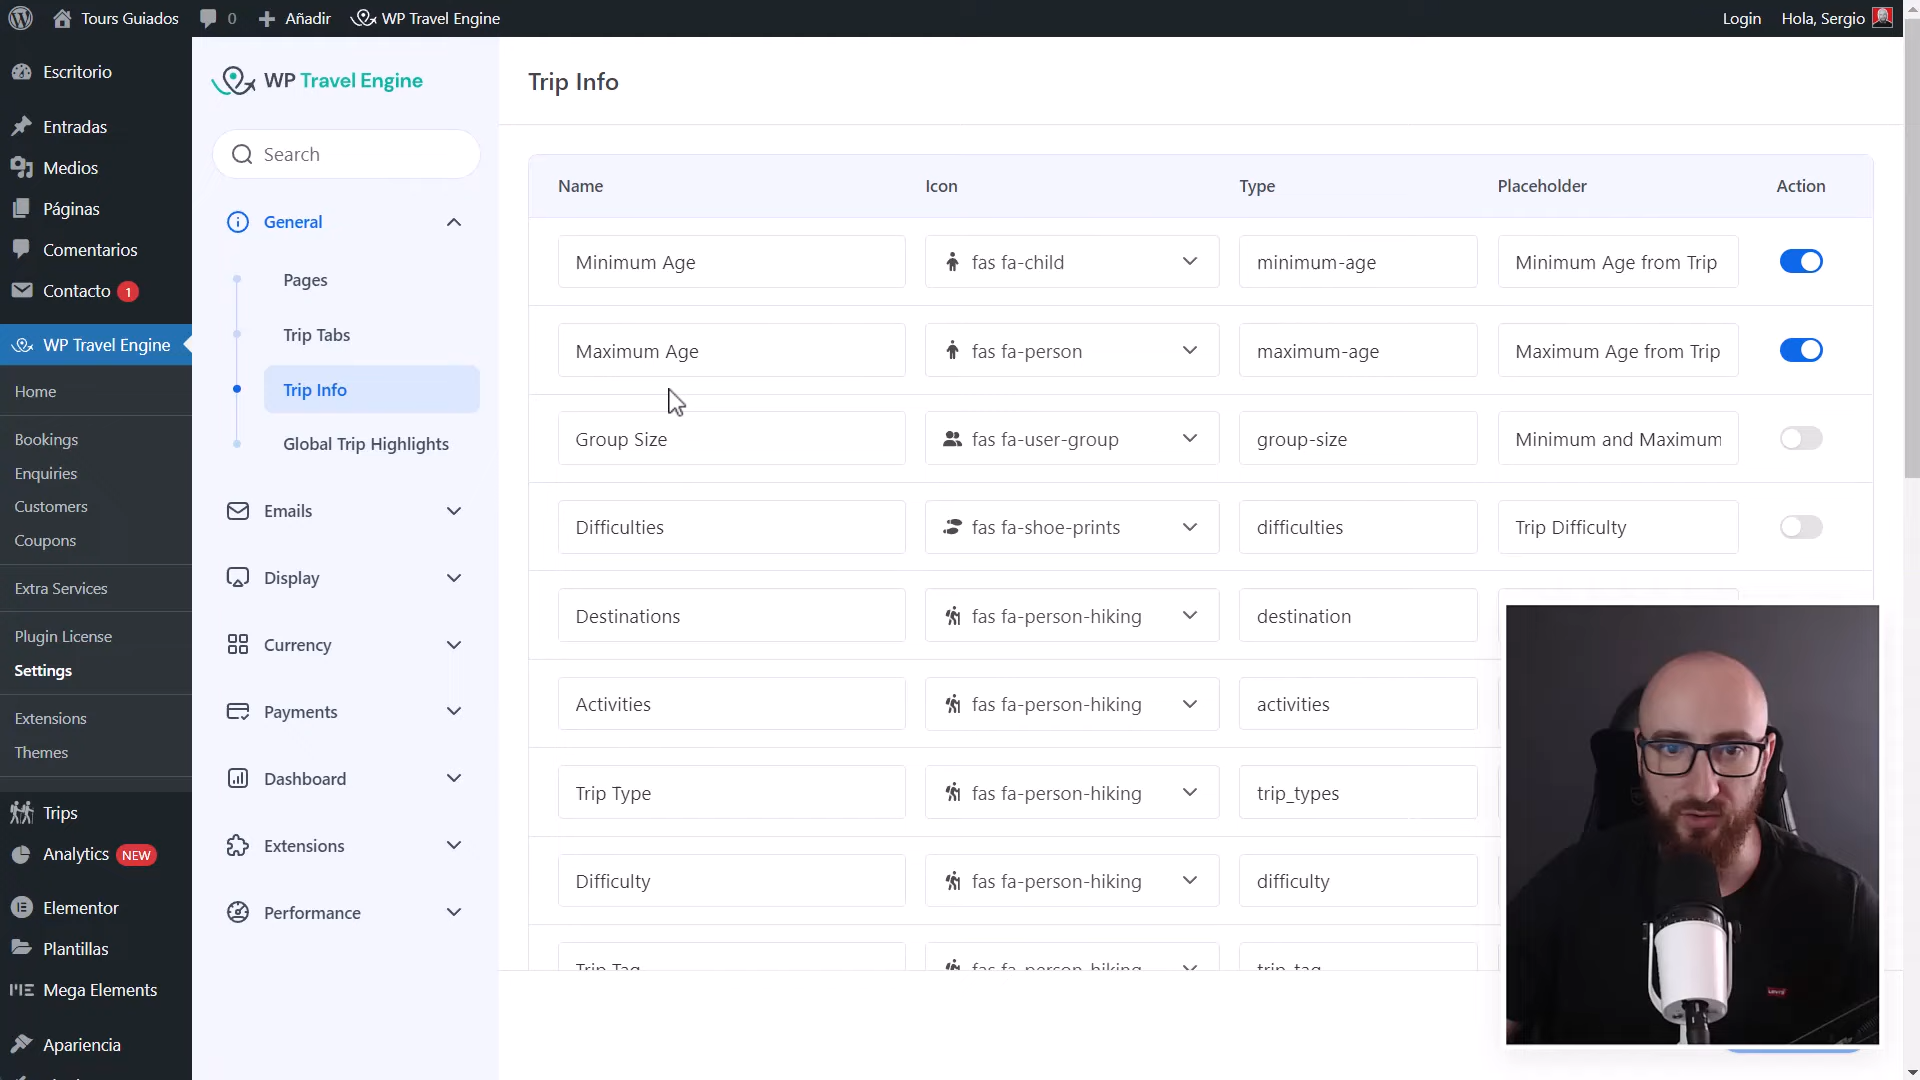 Tours Guiados
0
Añadir
WP Travel Engine
Login
Hola, Sergio
Escritorio
Entradas
Medios
Páginas
Comentarios
Contacto 1
WP Travel Engine
Home
Bookings
Enquiries
Customers
Coupons
Extra Services
Plugin License
Settings
Extensions
Themes
Trips
Analytics NEW
Elementor
Plantillas
Mega Elements
Apariencia
WP Travel Engine
Search
General
Pages
Trip Tabs
Trip Info
Global Trip Highlights
Emails
Display
Currency
Payments
Dashboard
Extensions
Performance
Trip Info
Name Icon Type Placeholder Action
Minimum Age fas fa-child minimum-age Minimum Age from Trip
Maximum Age fas fa-person maximum-age Maximum Age from Trip
Group Size fas fa-user-group group-size Minimum and Maximum
Difficulties fas fa-shoe-prints difficulties Trip Difficulty
Destinations fas fa-person-hiking destination
Activities fas fa-person-hiking activities
Trip Type fas fa-person-hiking trip_types
Difficulty fas fa-person-hiking difficulty
Trip Tag fas fa-person-hiking trip_tag